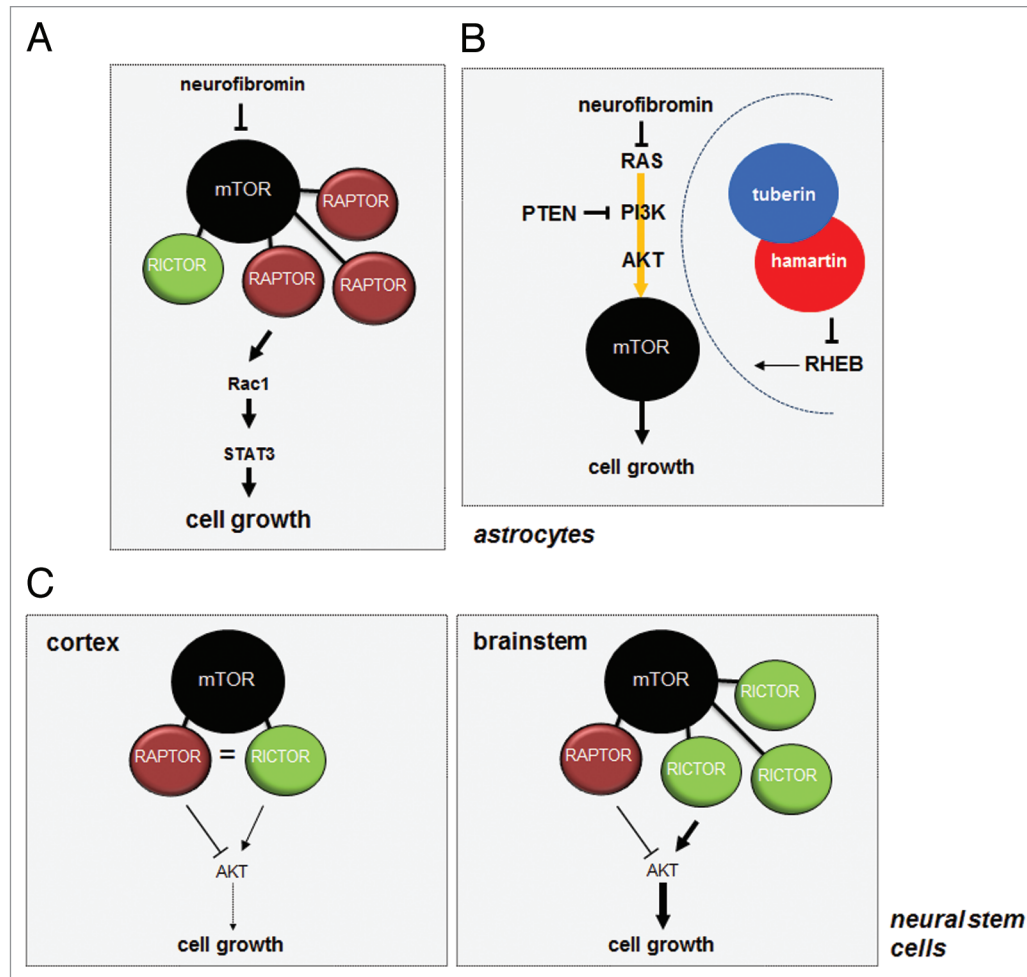 A
neurofibromin
mTOR
RAPTOR
RICTOR
RAPTOR
RAPTOR
Rac1
STAT3
cell growth
B
neurofibromin
RAS
PTEN
PI3K
AKT
mTOR
cell growth
tuberin
hamartin
RHEB
astrocytes
C
cortex
mTOR
RAPTOR
=
RICTOR
AKT
cell growth
brainstem
mTOR
RICTOR
RAPTOR
RICTOR
RICTOR
AKT
cell growth
neural stem
cells